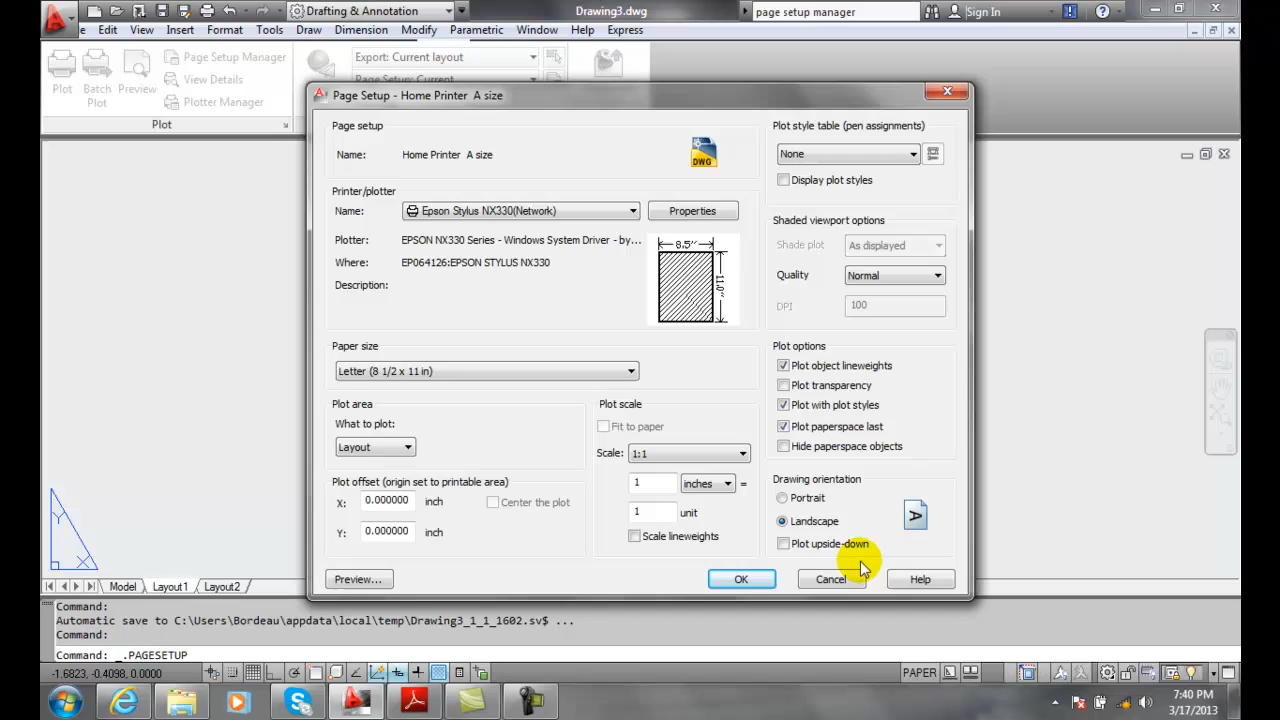 Drafting & Annotation
Drawing3.dwg
page setup manager
Sign In
e Edit View Insert Format Tools Draw Dimension Modify Parametric Window Help Express
Page Setup Manager
View Details
Plotter Manager
Plot
Batch Plot
Preview
Plot
Export: Current layout
Page Setup: Current
Page Setup - Home Printer A size
Page setup
Name: Home Printer A size
DWG
Printer/plotter
Name: Epson Stylus NX330(Network)
Properties
Plotter: EPSON NX330 Series - Windows System Driver - by...
Where: EP064126:EPSON STYLUS NX330
Description:
8.5''
11.0''
Paper size
Letter (8 1/2 x 11 in)
Plot area
What to plot:
Layout
Plot offset (origin set to printable area)
X: 0.000000 inch
Center the plot
Y: 0.000000 inch
Plot scale
Fit to paper
Scale: 1:1
1 inches =
1 unit
Scale lineweights
Plot style table (pen assignments)
None
Display plot styles
Shaded viewport options
Shade plot As displayed
Quality Normal
DPI 100
Plot options
Plot object lineweights
Plot transparency
Plot with plot styles
Plot paperspace last
Hide paperspace objects
Drawing orientation
Portrait
Landscape
Plot upside-down
A
Preview...
OK
Cancel
Help
Y
Model Layout1 Layout2
Command:
Automatic save to C:\Users\Bordeau\appdata\local\temp\Drawing3_1_1_1602.sv$ ...
Command:
Command: _.PAGESETUP
-1.6823, -0.4098, 0.0000
PAPER
7:40 PM
3/17/2013